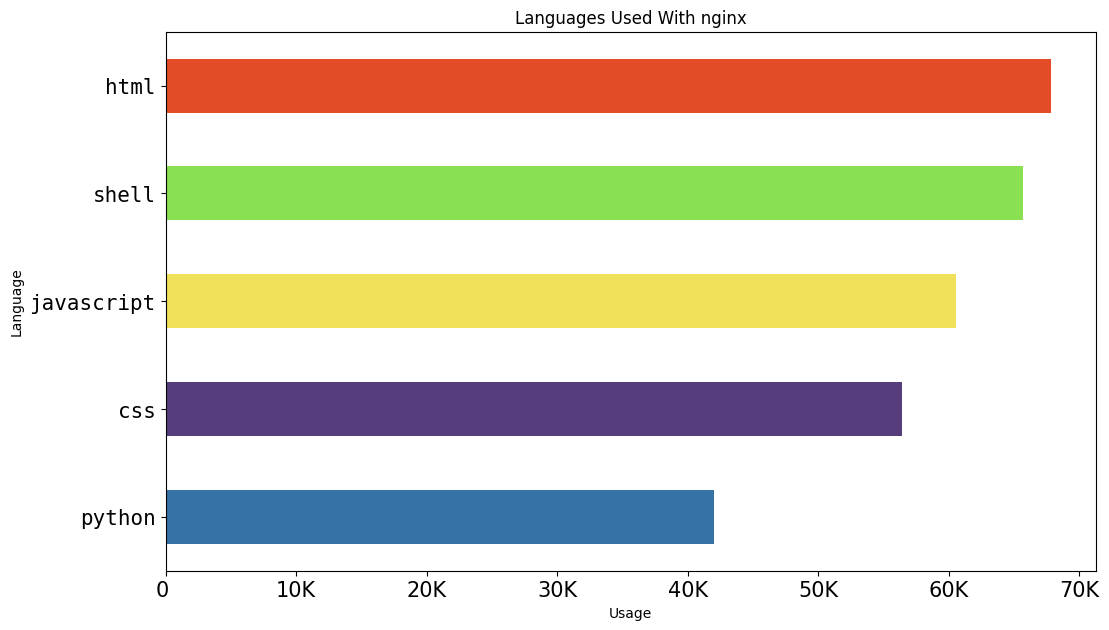 Languages Used With nginx
html
shell
javascript
css
python
Language
0 10K 20K 30K 40K 50K 60K 70K
Usage